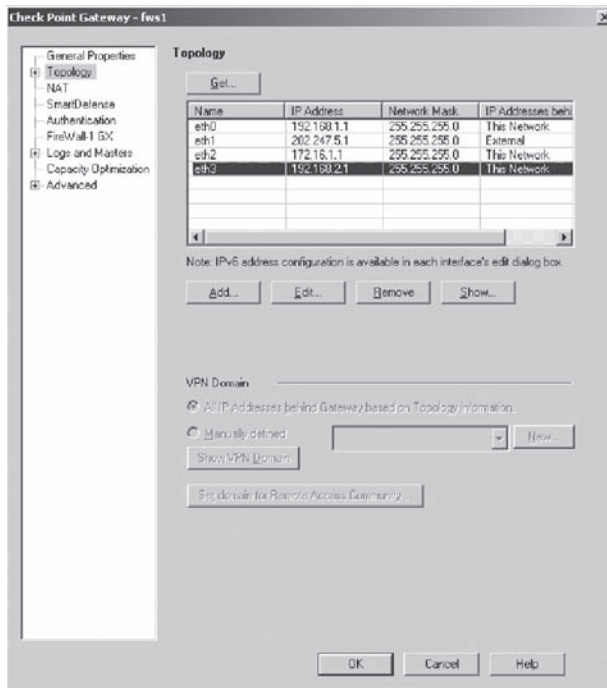 Check Point Gateway - fws1
General Properties
Topology
NAT
SmartDefense
Authentication
FireWall-1 GX
Logs and Masters
Capacity Optimization
Advanced
Topology
Get...
Name IP Address Network Mask IP Addresses behi
eth0 192.168.1.1 255.255.255.0 This Network
eth1 202.247.5.1 255.255.255.0 External
eth2 172.16.1.1 255.255.255.0 This Network
eth3 192.168.2.1 255.255.255.0 This Network
Note: IPv6 address configuration is available in each interface's edit dialog box.
Add... Edit... Remove Show...
VPN Domain
All IP Addresses behind Gateway based on Topology information.
Manually defined New...
Show VPN Domain
Set domain for Remote Access Community ...
OK Cancel Help